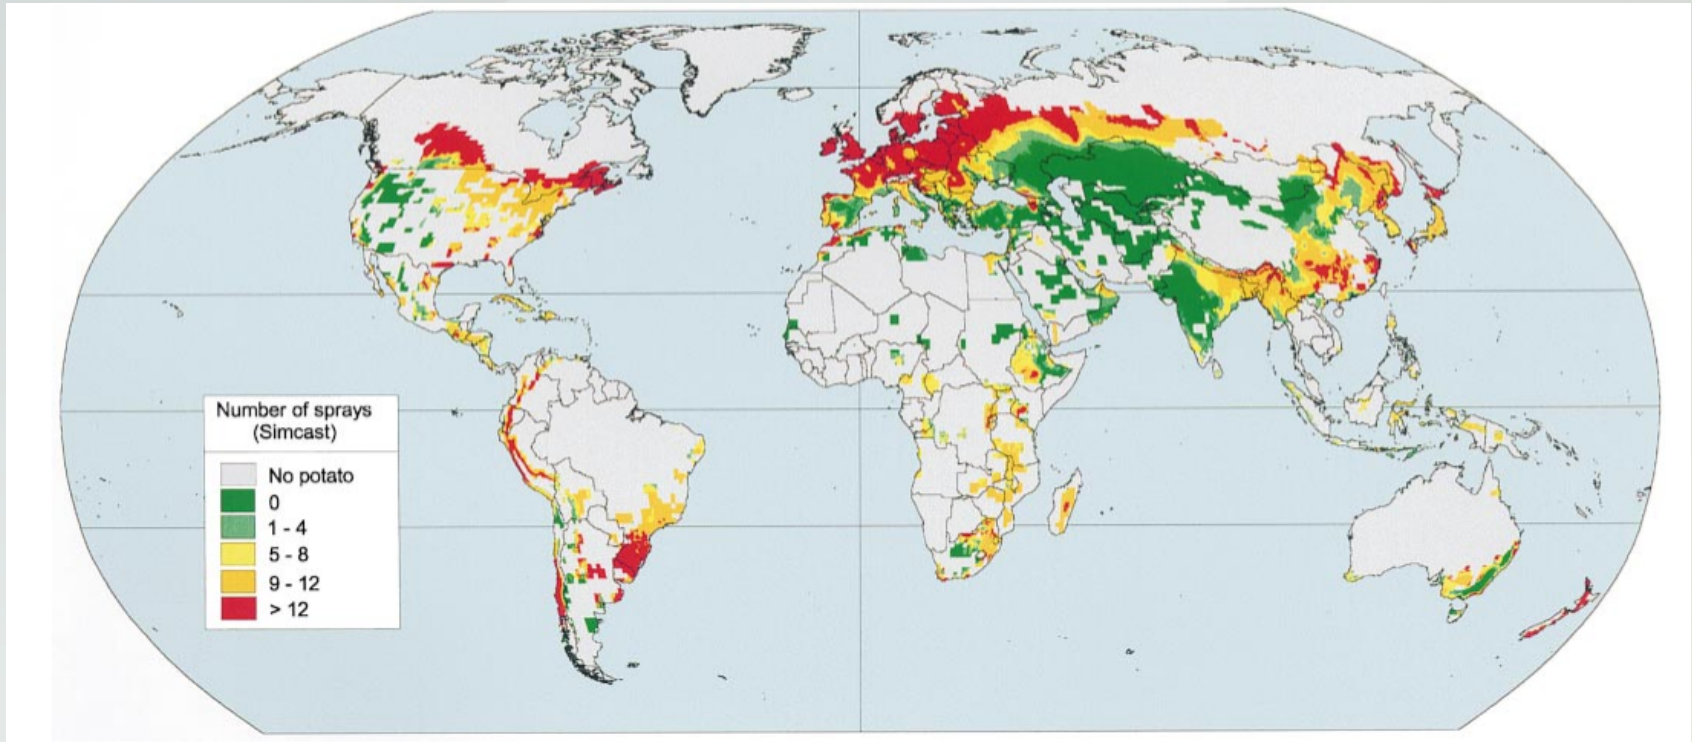 Number of sprays
(Simcast)
No potato
0
1 - 4
5 - 8
9 - 12
> 12